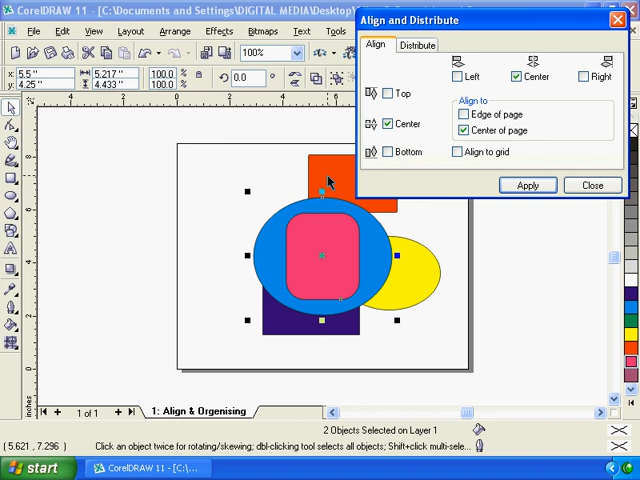 CorelDRAW 11 - [C:\Documents and Settings\DIGITAL MEDIA\Desktop\
File Edit View Layout Arrange Effects Bitmaps Text Tools
100%
x: 5.5 "
y: 7.25 "
5.217 "
4.433 "
100.0
100.0
0.0
Align and Distribute
Align Distribute
Left Center Right
Top
Center
Bottom
Align to
Edge of page
Center of page
Align to grid
Apply Close
1 of 1
1: Align & Orgenising
inches
2 Objects Selected on Layer 1
( 5.621 , 7.296 ) Click an object twice for rotating/skewing; dbl-clicking tool selects all objects; Shift+click multi-sele...
start CorelDRAW 11 - [C:\...